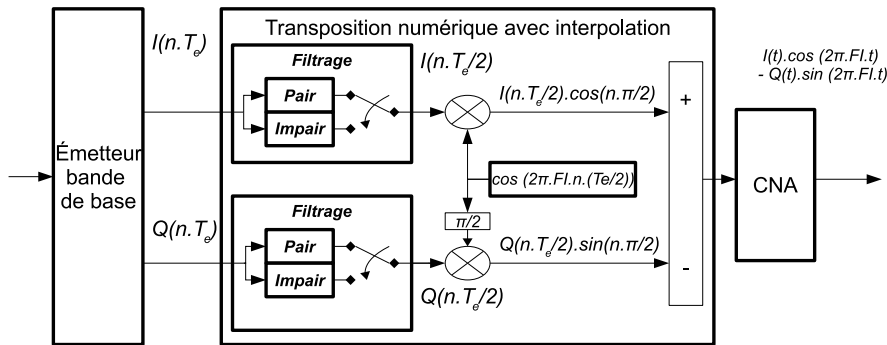 Transposition numérique avec interpolation
I(n.Te)
Filtrage
I(n.Te/2)
I(t).cos (2π.FI.t)
- Q(t).sin (2π.FI.t)
Pair
Impair
I(n.Te/2).cos(n.π/2)
+
Émetteur
bande
de base
cos (2π.FI.n.(Te/2))
CNA
π/2
Q(n.Te)
Filtrage
Pair
Impair
Q(n.Te/2).sin(n.π/2)
-
Q(n.Te/2)